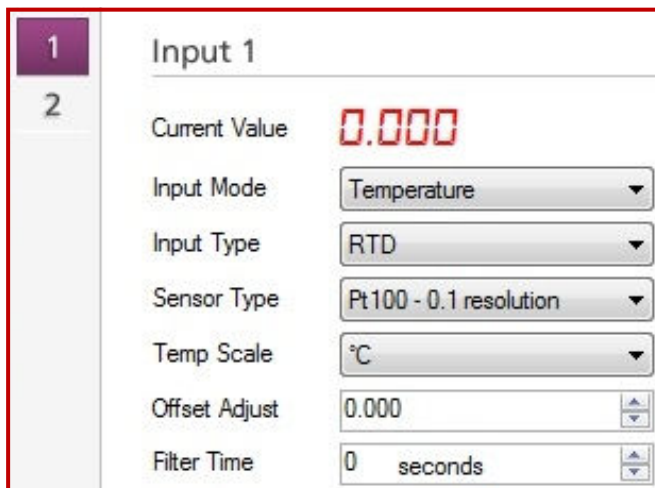 1
Input 1
2
Current Value 0.000
Input Mode Temperature
Input Type RTD
Sensor Type Pt100 - 0.1 resolution
Temp Scale °C
Offset Adjust 0.000
Filter Time 0 seconds